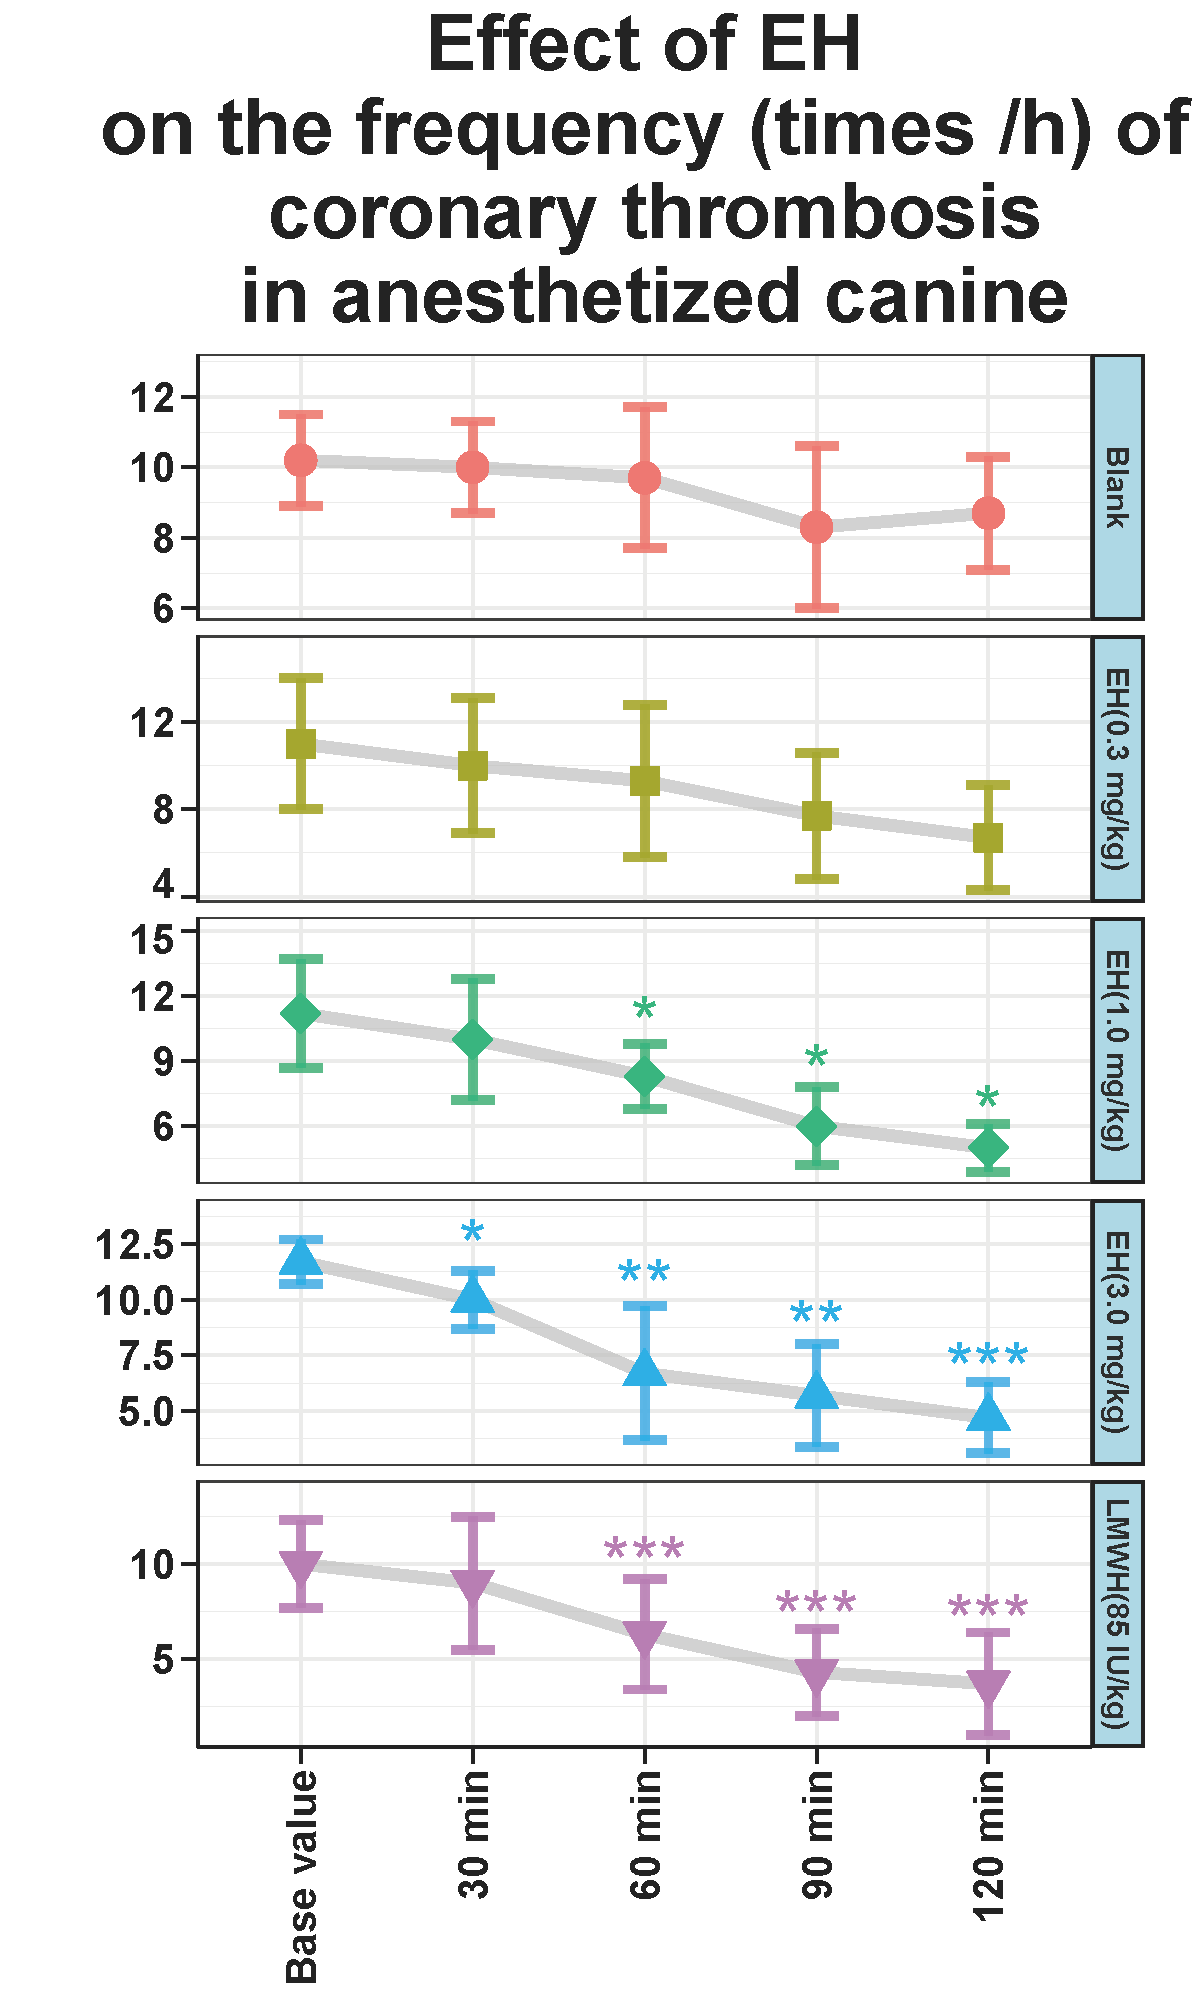 Effect of EH
on the frequency (times /h) of
coronary thrombosis
in anesthetized canine
12
10
8
6
Blank
12
8
4
EH(0.3 mg/kg)
15
12
9
6
*
*
*
EH(1.0 mg/kg)
12.5
10.0
7.5
5.0
*
**
**
***
EH(3.0 mg/kg)
10
5
***
***
***
LMWH(85 IU/kg)
Base value
30 min
60 min
90 min
120 min